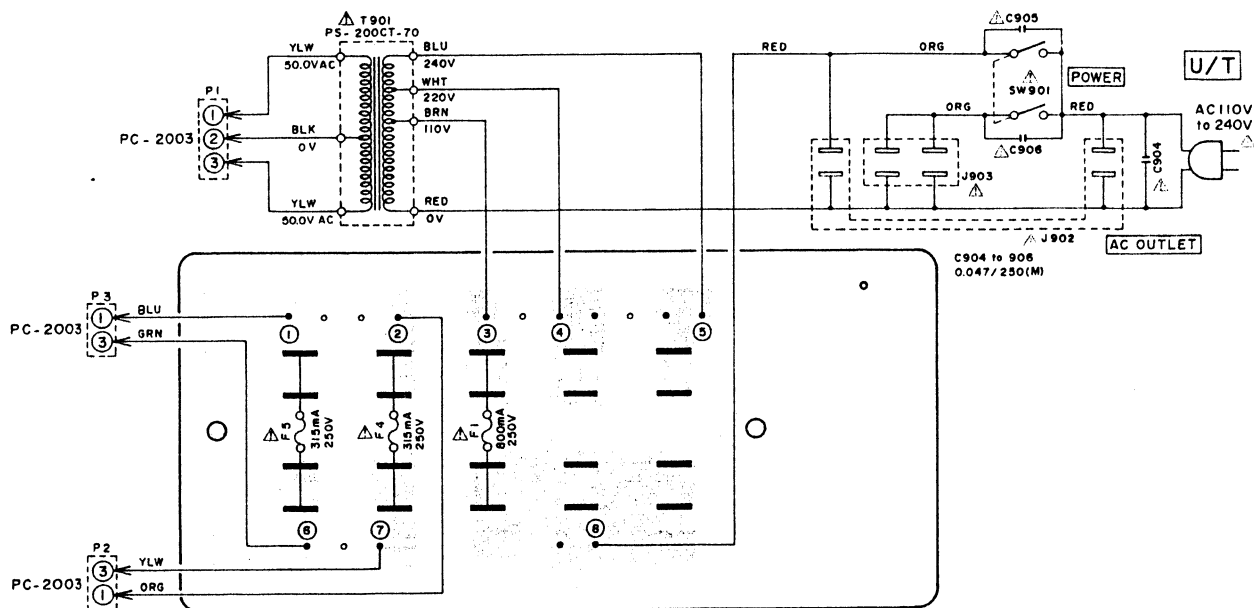 T901
PS-200CT-70
YLW
50.0VAC
BLU
240V
WHT
220V
BRN
110V
BLK
0V
YLW
50.0V AC
RED
0V
P1
1
2
3
PC-2003
RED
ORG
C905
SW901
POWER
ORG
RED
C906
U/T
AC110V
to 240V
C904
J903
J902
AC OUTLET
C904 to 906
0.047/250(M)
P3
1
3
PC-2003
BLU
GRN
1
2
3
4
5
F5
315mA
250V
F4
315mA
250V
F1
800mA
250V
6
7
8
P2
3
1
PC-2003
YLW
ORG